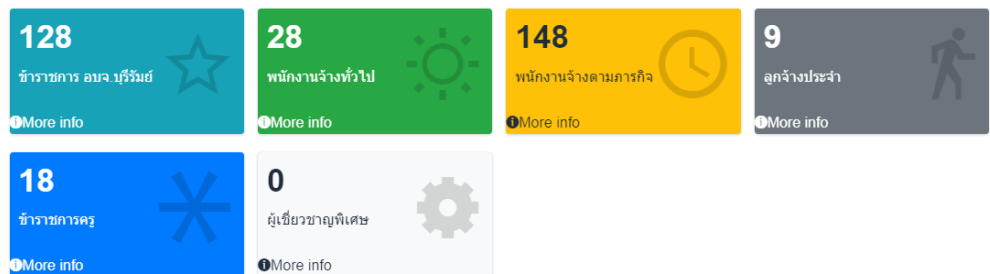 128
ข้าราชการ อบจ.บุรีรัมย์
More info
28
พนักงานจ้างทั่วไป
More info
148
พนักงานจ้างตามภารกิจ
More info
9
ลูกจ้างประจำ
More info
18
ข้าราชการครู
More info
0
ผู้เชี่ยวชาญพิเศษ
More info